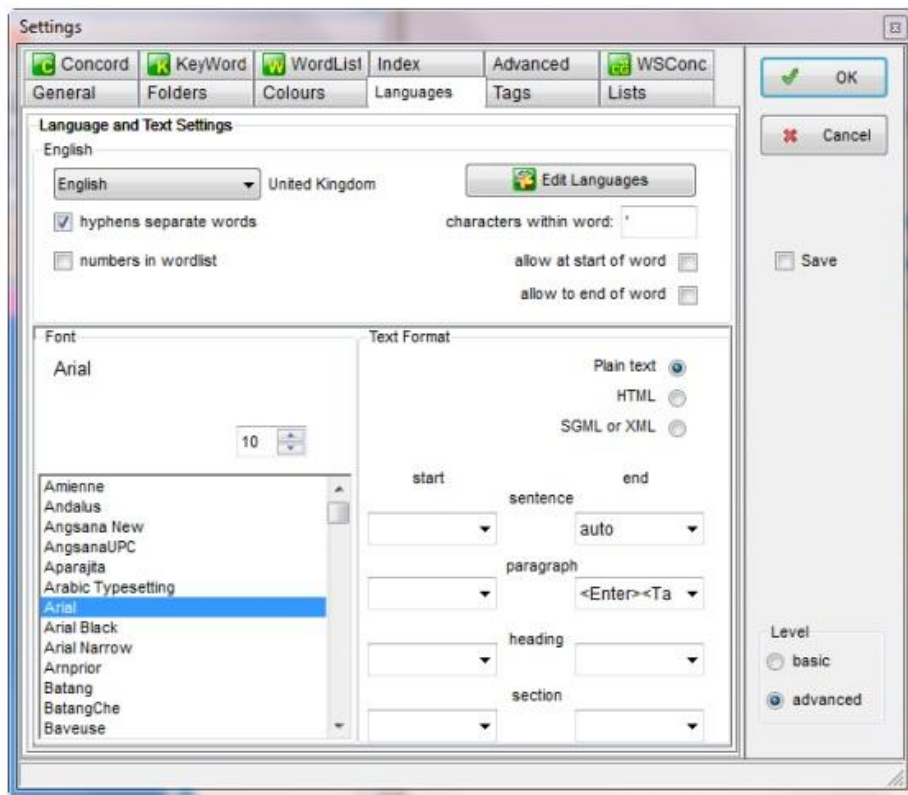 Settings
Concord KeyWord WordList Index Advanced WSConc
General Folders Colours Languages Tags Lists
OK
Cancel
Save
Language and Text Settings
English
English United Kingdom Edit Languages
hyphens separate words characters within word: '
numbers in wordlist allow at start of word
allow to end of word
Font
Arial
10
Amienne
Andalus
Angsana New
AngsanaUPC
Aparajita
Arabic Typesetting
Arial
Arial Black
Arial Narrow
Arnprior
Batang
BatangChe
Baveuse
Text Format
Plain text
HTML
SGML or XML
start end
sentence
auto
paragraph
<Enter><Ta
heading
section
Level
basic
advanced